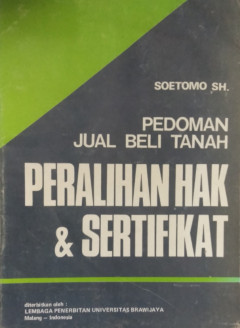 SOETOMO SH.
PEDOMAN
JUAL BELI TANAH
PERALIHAN HAK
& SERTIFIKAT
diterbitkan oleh :
LEMBAGA PENERBITAN UNIVERSITAS BRAWIJAYA
Malang – Indonesia